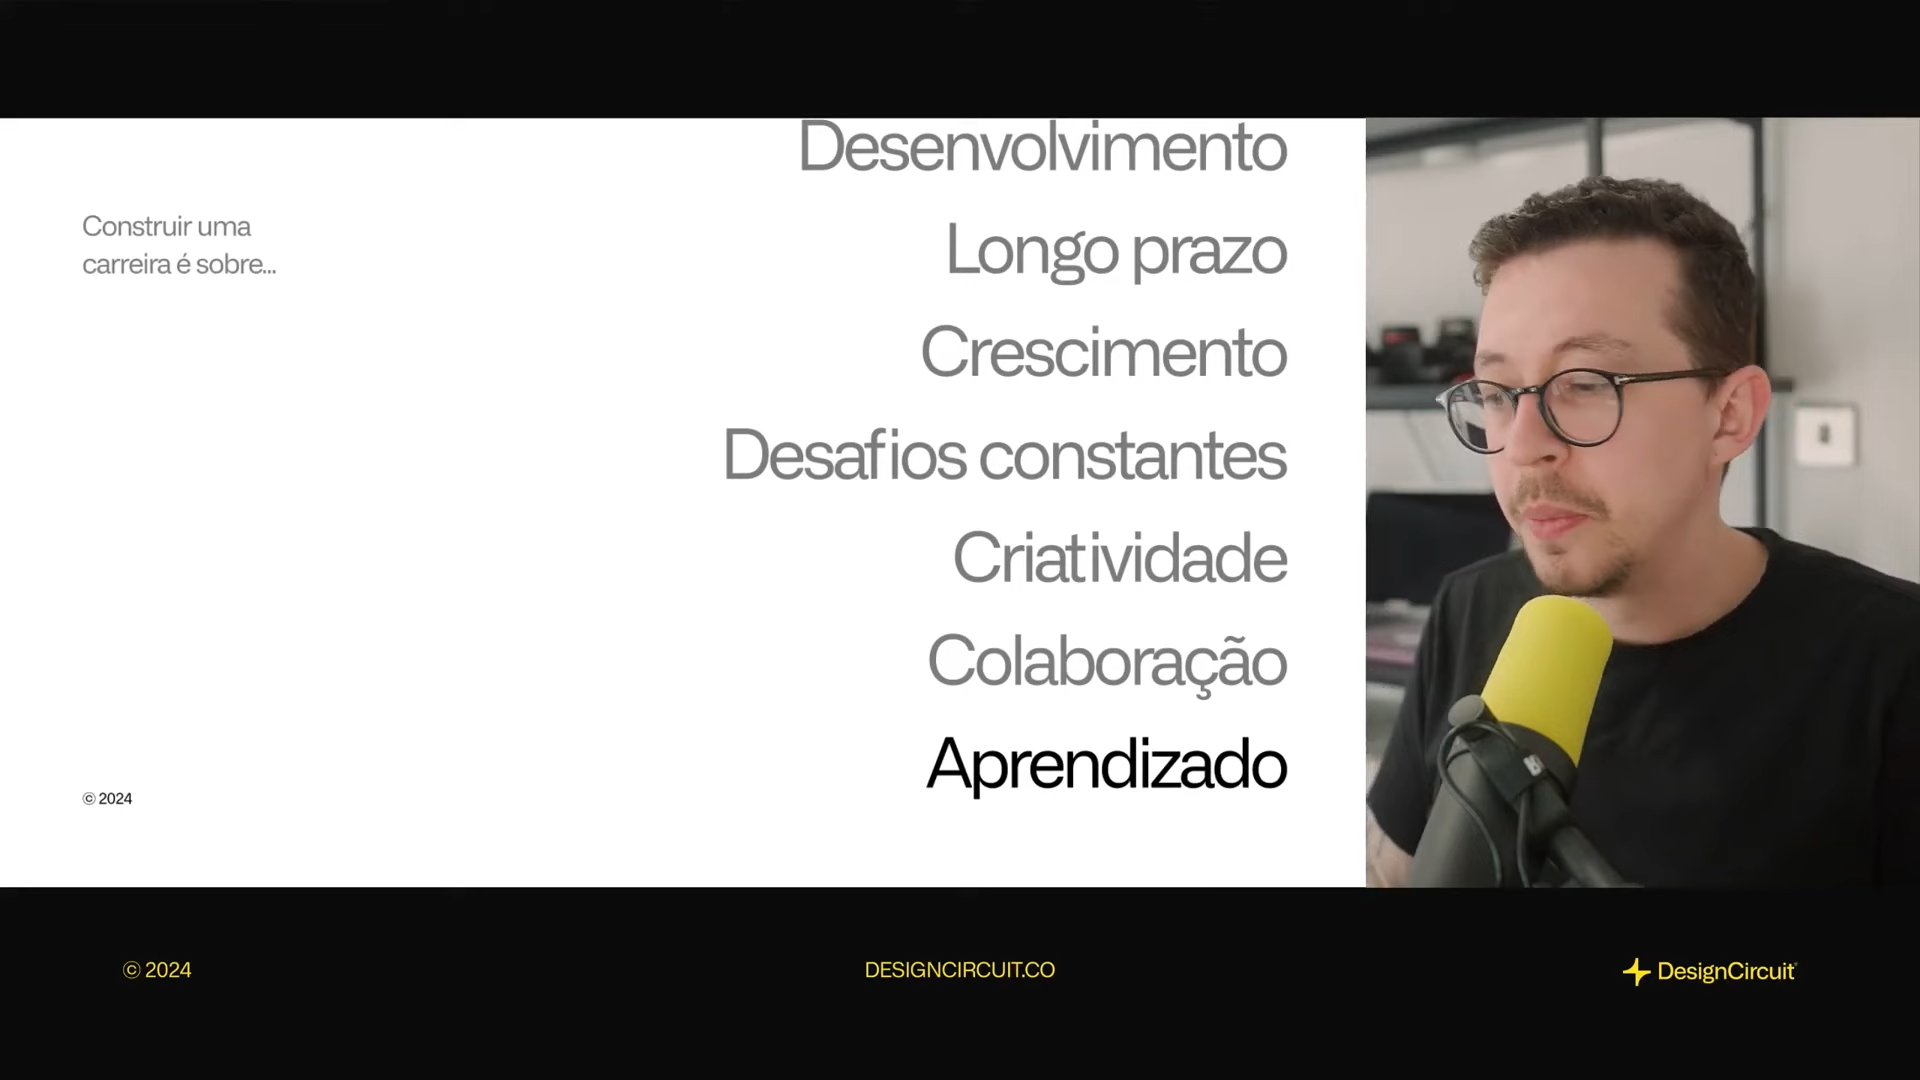 Construir uma
carreira é sobre...
Desenvolvimento
Longo prazo
Crescimento
Desafios constantes
Criatividade
Colaboração
Aprendizado
© 2024
© 2024
DESIGNCIRCUIT.CO
DesignCircuit